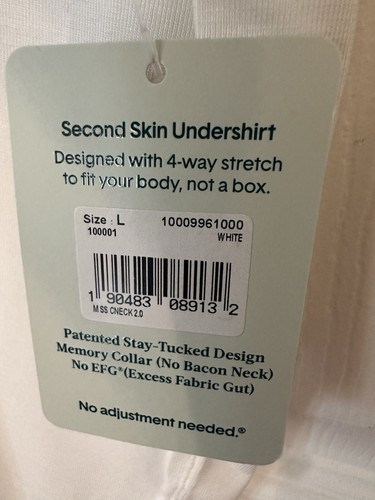 Second Skin Undershirt
Designed with 4-way stretch
to fit your body, not a box.
Size : L 10009961000
100001 WHITE
1 90483 08913 2
M SS CNECK 2.0
Patented Stay-Tucked Design
Memory Collar (No Bacon Neck)
No EFG®(Excess Fabric Gut)
No adjustment needed.®